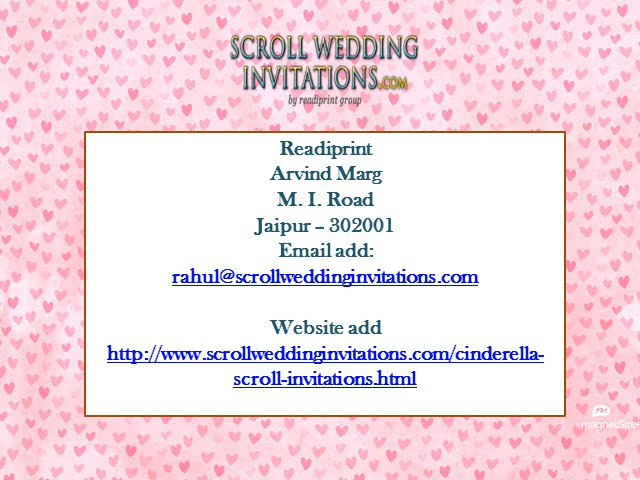 SCROLL WEDDING
INVITATIONS.COM
by readiprint group
Readiprint
Arvind Marg
M. I. Road
Jaipur – 302001
Email add:
rahul@scrollweddinginvitations.com
Website add
http://www.scrollweddinginvitations.com/cinderella-
scroll-invitations.html